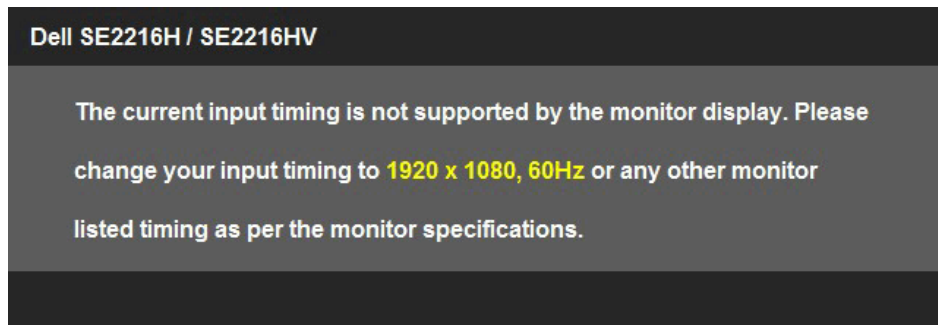 Dell SE2216H / SE2216HV
The current input timing is not supported by the monitor display. Please
change your input timing to 1920 x 1080, 60Hz or any other monitor
listed timing as per the monitor specifications.